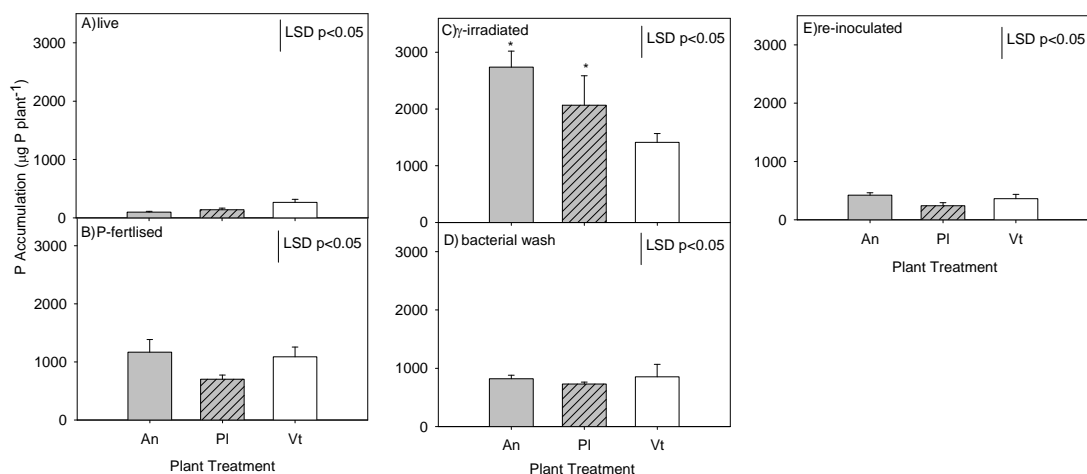 A)live
LSD p<0.05
3000
2000
1000
0
B)P-fertlised
LSD p<0.05
3000
2000
1000
0
An Pl Vt
Plant Treatment
P Accumulation (µg P plant⁻¹)
C)γ-irradiated
LSD p<0.05
* *
3000
2000
1000
0
D) bacterial wash
LSD p<0.05
3000
2000
1000
0
An Pl Vt
Plant Treatment
E)re-inoculated
LSD p<0.05
3000
2000
1000
0
An Pl Vt
Plant Treatment